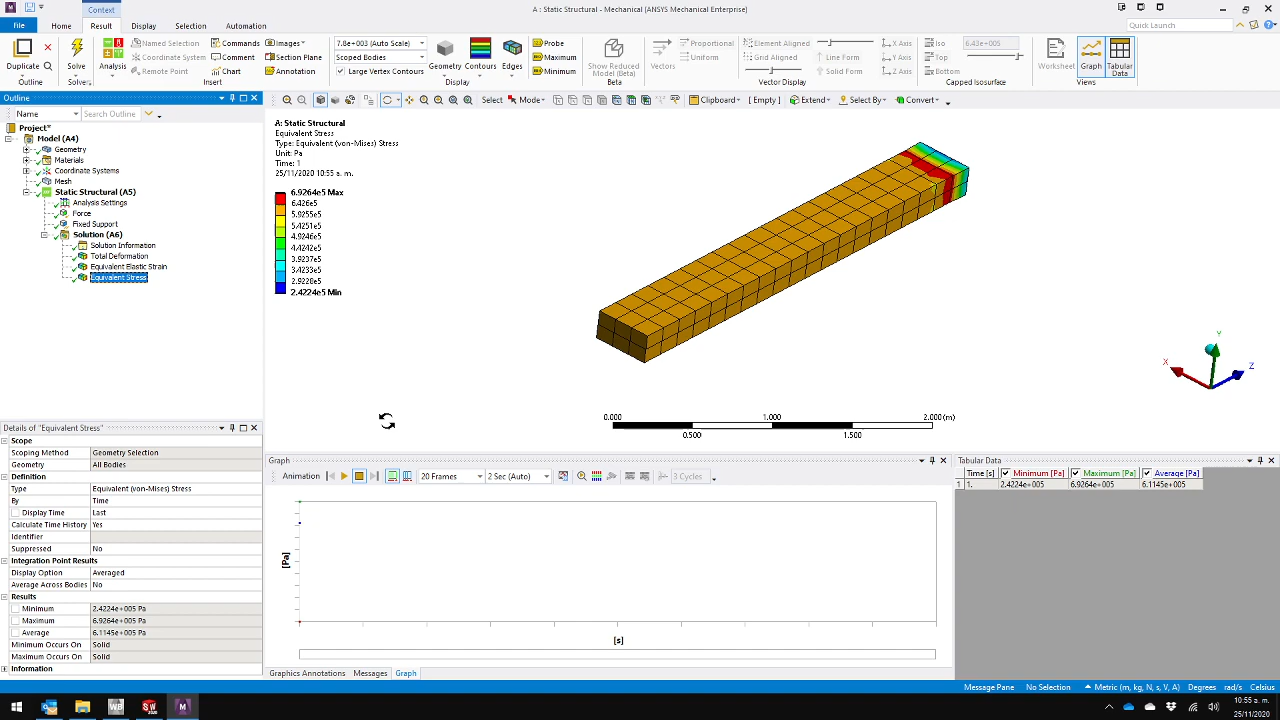 Context
A : Static Structural - Mechanical [ANSYS Mechanical Enterprise]
File Home Result Display Selection Automation
Quick Launch
Duplicate
Outline
Solve
Solver
Analysis
Named Selection
Coordinate System
Remote Point
Commands
Comment
Chart
Images
Section Plane
Annotation
Insert
7.8e+003 (Auto Scale)
Scoped Bodies
Vertex Contours
Geometry Contours Edges
Probe
Maximum
Minimum
Display
Show Reduced
Model (Beta)
Beta
Vectors
Proportional
Uniform
Element Aligned
Grid Aligned
Line Form
Solid Form
X Axis
Y Axis
Z Axis
Vector Display
Iso
Top
Bottom
6.43e+005
Capped Isosurface
Worksheet Graph Tabular
Data
Views
Outline
Select Mode Clipboard [ Empty ] Extend Select By Convert
Name
Search Outline
Project*
Model (A4)
Geometry
Materials
Coordinate Systems
Mesh
Static Structural (A5)
Analysis Settings
Force
Fixed Support
Solution (A6)
Solution Information
Total Deformation
Equivalent Elastic Strain
Equivalent Stress
A: Static Structural
Equivalent Stress
Type: Equivalent (von-Mises) Stress
Unit: Pa
Time: 1
25/11/2020 10:55 a. m.
6.9264e5 Max
6.426e5
5.9255e5
5.4251e5
4.9246e5
4.4242e5
3.9237e5
3.4233e5
2.9228e5
2.4224e5 Min
Y
X
Z
0.000 1.000 2.000 (m)
0.500 1.500
Details of "Equivalent Stress"
Scope
Scoping Method Geometry Selection
Geometry All Bodies
Definition
Type Equivalent (von-Mises) Stress
By Time
Display Time Last
Calculate Time History Yes
Identifier
Suppressed No
Integration Point Results
Display Option Averaged
Average Across Bodies No
Results
Minimum 2.4224e+005 Pa
Maximum 6.9264e+005 Pa
Average 6.1145e+005 Pa
Minimum Occurs On Solid
Maximum Occurs On Solid
Information
Graph
Animation 20 Frames 2 Sec (Auto) 3 Cycles
[Pa]
[s]
Graphics Annotations Messages Graph
Tabular Data
Time [s] Minimum [Pa] Maximum [Pa] Average [Pa]
1 1. 2.4224e+005 6.9264e+005 6.1145e+005
Message Pane No Selection Metric (m, kg, N, s, V, A) Degrees rad/s Celsius
10:55 a. m.
25/11/2020